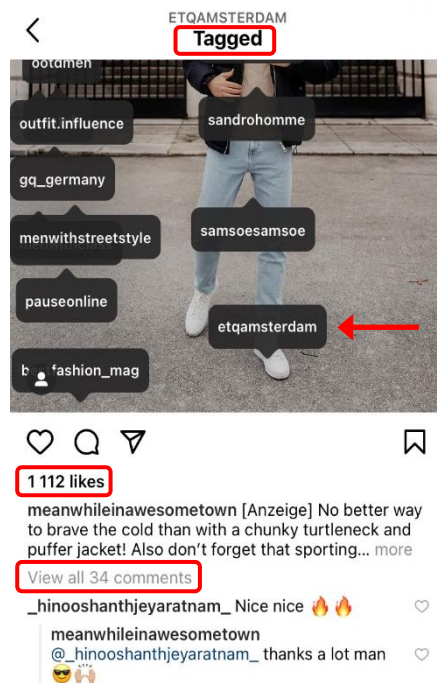 ETQAMSTERDAM
Tagged
ootdmen
outfit.influence
sandrohomme
gq_germany
samsoesamsoe
menwithstreetstyle
pauseonline
etqamsterdam
fashion_mag
1 112 likes
meanwhileinawesometown [Anzeige] No better way
to brave the cold than with a chunky turtleneck and
puffer jacket! Also don't forget that sporting... more
View all 34 comments
_hinooshanthjeyaratnam_ Nice nice 🔥🔥
meanwhileinawesometown
@_hinooshanthjeyaratnam_ thanks a lot man
😎🙌🏼